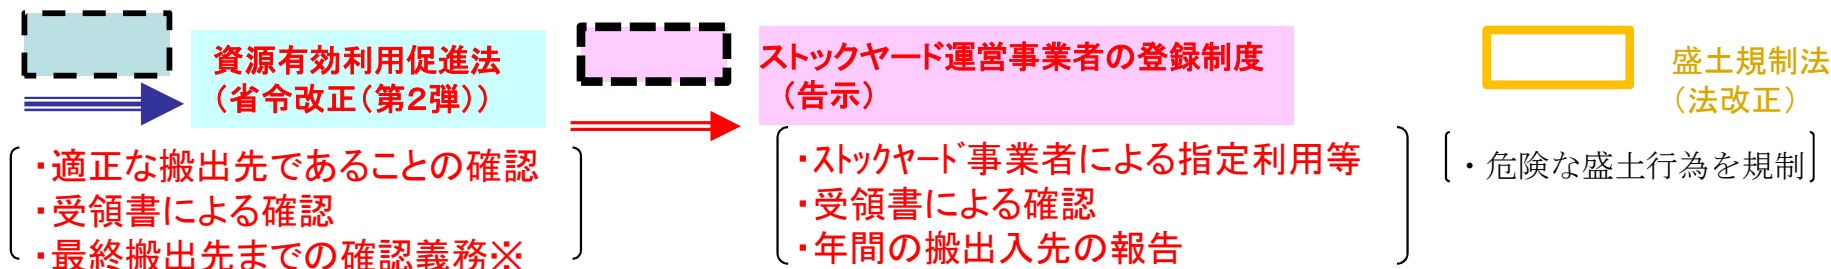 資源有効利用促進法
（省令改正（第２弾））
・適正な搬出先であることの確認
・受領書による確認
・最終搬出先までの確認義務※
ストックヤード運営事業者の登録制度
（告示）
・ｽﾄｯｸﾔｰﾄﾞ事業者による指定利用等
・受領書による確認
・年間の搬出入先の報告
盛土規制法
（法改正）
・危険な盛土行為を規制